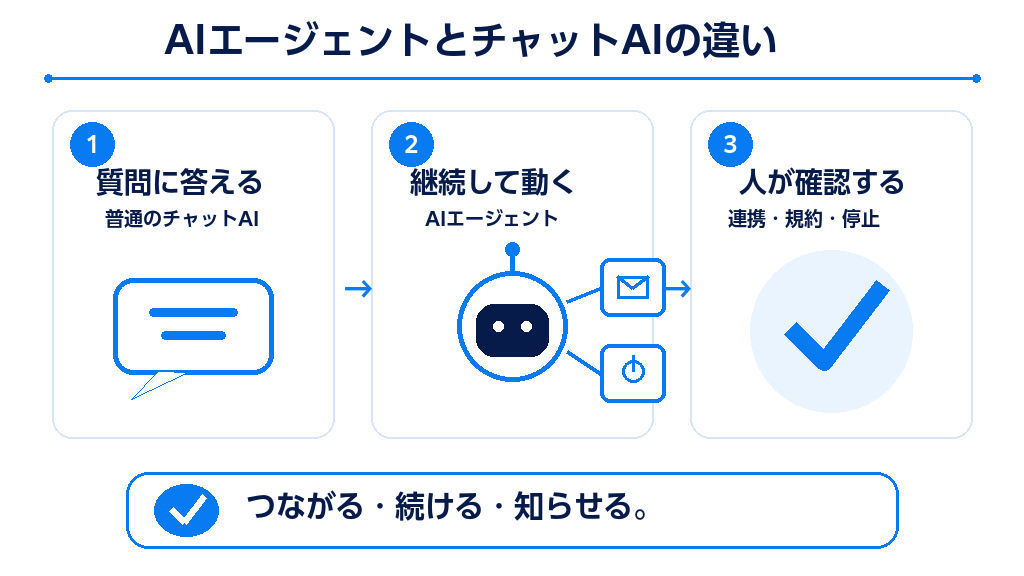 AIエージェントとチャットAIの違い
1
質問に答える
普通のチャットAI
→
2
継続して動く
AIエージェント
→
3
人が確認する
連携・規約・停止
つながる・続ける・知らせる。